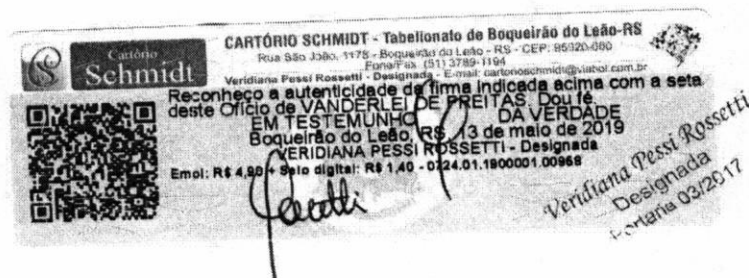 Cartório
Schmidt
CARTÓRIO SCHMIDT - Tabelionato de Boqueirão do Leão-RS
Rua São João, 1175 - Boqueirão do Leão - RS - CEP: 95920-000
Fone/Fax (51) 3789-1194
Veridiana Pessi Rossetti - Designada - E-mail: cartorioschmidt@viabol.com.br
Reconheço a autenticidade da firma indicada acima com a seta
deste Ofício de VANDERLEI DE FREITAS. Dou fé.
EM TESTEMUNHO DA VERDADE
Boqueirão do Leão, RS, 13 de maio de 2019
VERIDIANA PESSI ROSSETTI - Designada
Emol: R$ 4,90 + Selo digital: R$ 1,40 - 0724.01.1900001.00968
Veridiana Pessi Rossetti
Designada
Portaria 03/2017